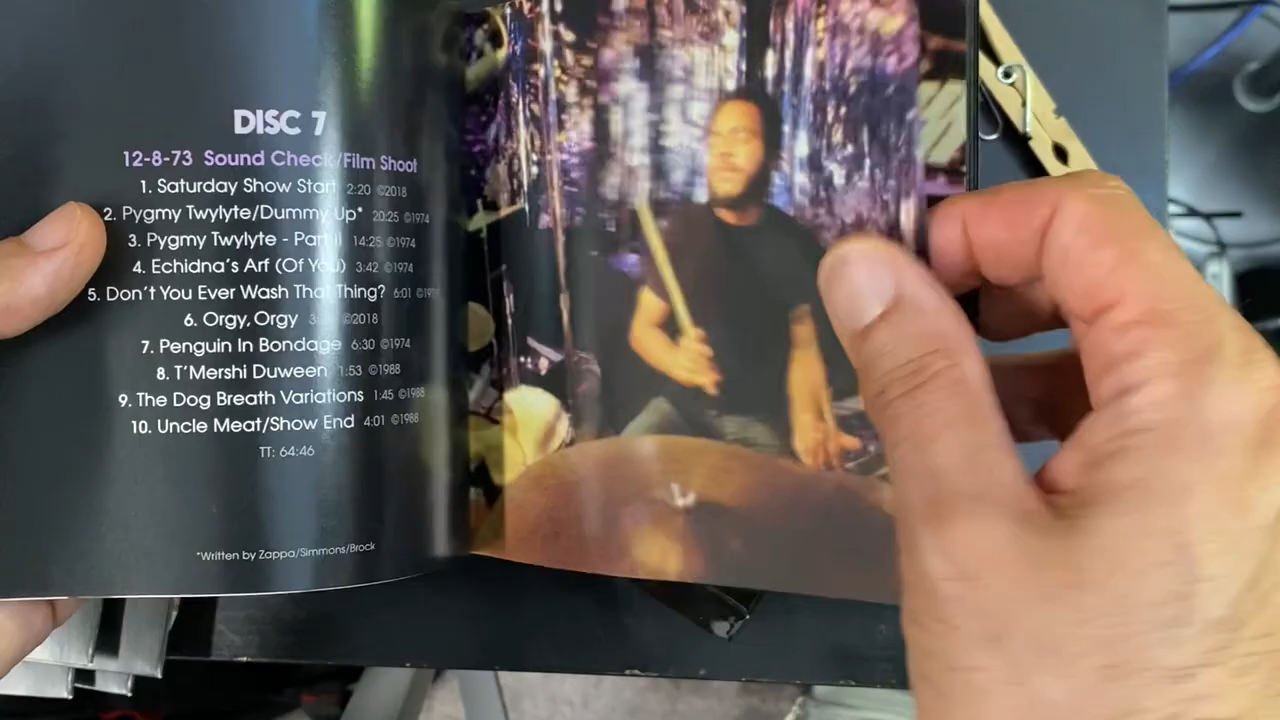 DISC 7
12-8-73 Sound Check/Film Shoot
1. Saturday Show Start 2:20 ©2018
2. Pygmy Twylyte/Dummy Up* 20:25 ©1974
3. Pygmy Twylyte - Part II 14:25 ©1974
4. Echidna's Arf (Of You) 3:42 ©1974
5. Don't You Ever Wash That Thing? 6:01
6. Orgy, Orgy ©2018
7. Penguin In Bondage 6:30 ©1974
8. T'Mershi Duween 1:53 ©1988
9. The Dog Breath Variations 1:45 ©1988
10. Uncle Meat/Show End 4:01 ©1988
TT: 64:46
*Written by Zappa/Simmons/Brock